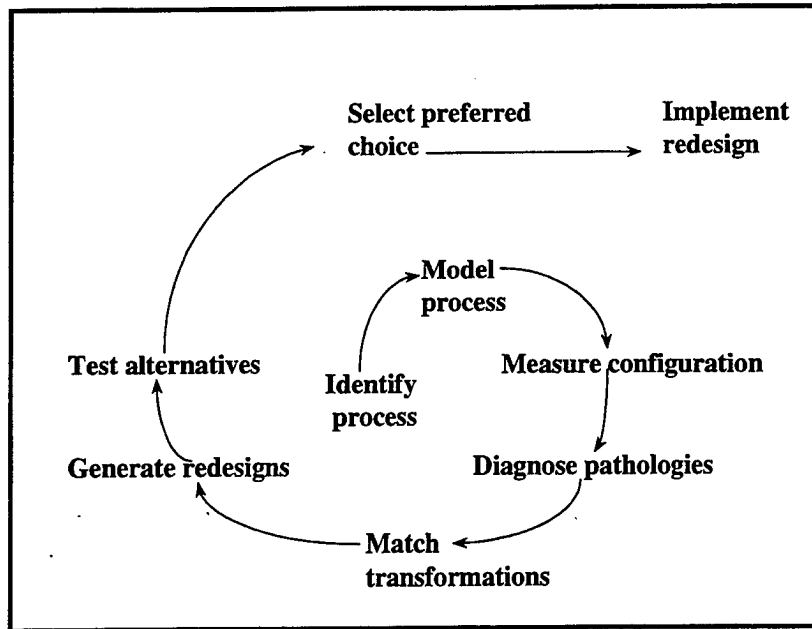 Select preferred
choice
Implement
redesign
Model
process
Test alternatives
Identify
process
Measure configuration
Generate redesigns
Diagnose pathologies
Match
transformations